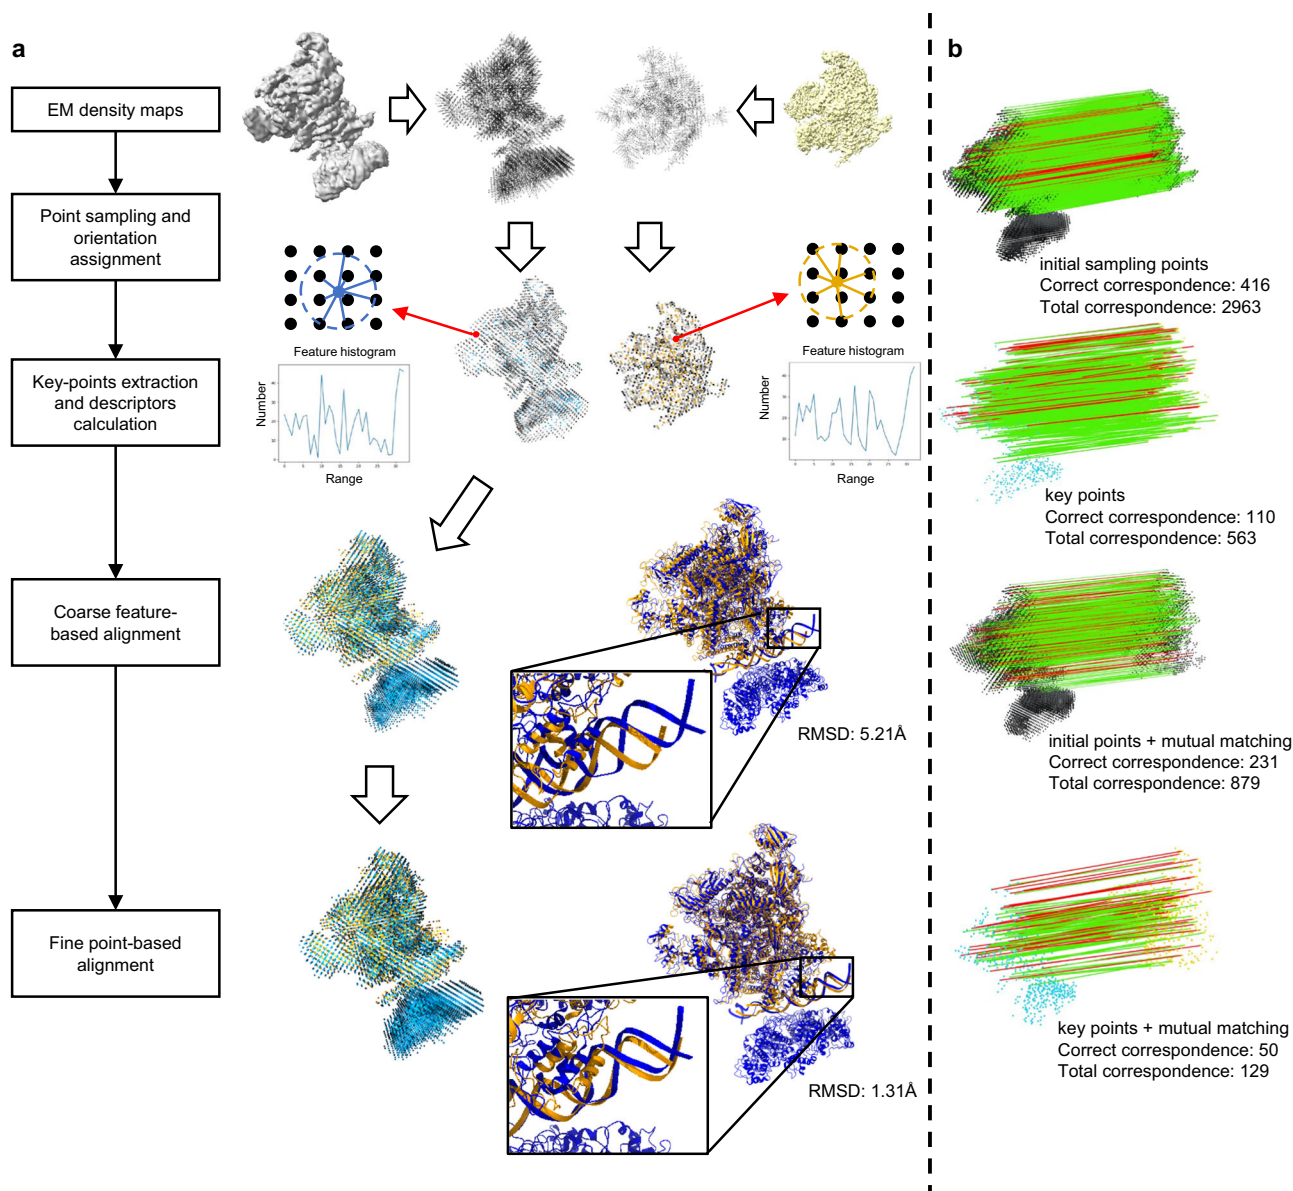 a
EM density maps
Point sampling and
orientation
assignment
Key-points extraction
and descriptors
calculation
Coarse feature-
based alignment
Fine point-based
alignment
Feature histogram
Number
Range
Feature histogram
Number
Range
RMSD: 5.21Å
RMSD: 1.31Å
b
initial sampling points
Correct correspondence: 416
Total correspondence: 2963
key points
Correct correspondence: 110
Total correspondence: 563
initial points + mutual matching
Correct correspondence: 231
Total correspondence: 879
key points + mutual matching
Correct correspondence: 50
Total correspondence: 129